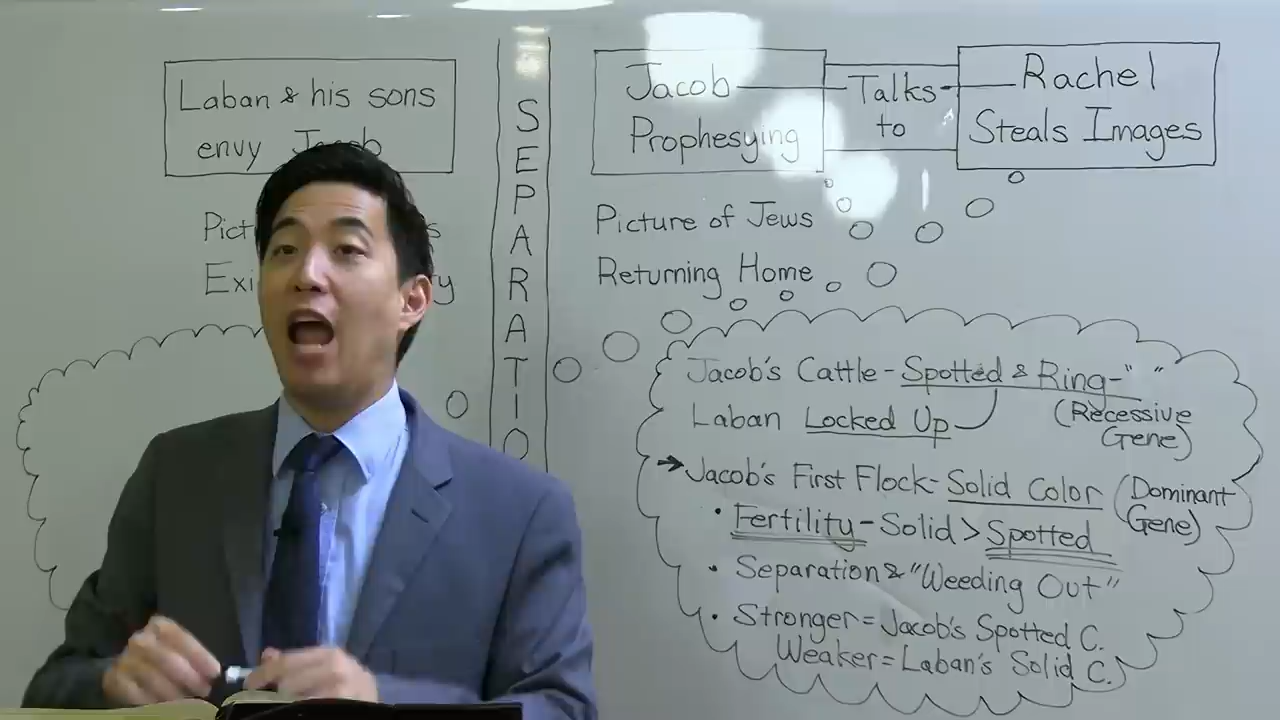 Laban & his sons
envy Jacob
SEPARATIO
Jacob
Prophesying
Talks
to
Rachel
Steals Images
Picture of Jews
Returning Home
Jacob's Cattle - Spotted & Ring-" "
(Recessive
Gene)
Laban Locked Up
→ Jacob's First Flock - Solid Color (Dominant
Gene)
• Fertility - Solid > Spotted
• Separation & "Weeding Out"
• Stronger = Jacob's Spotted C.
Weaker = Laban's Solid C.